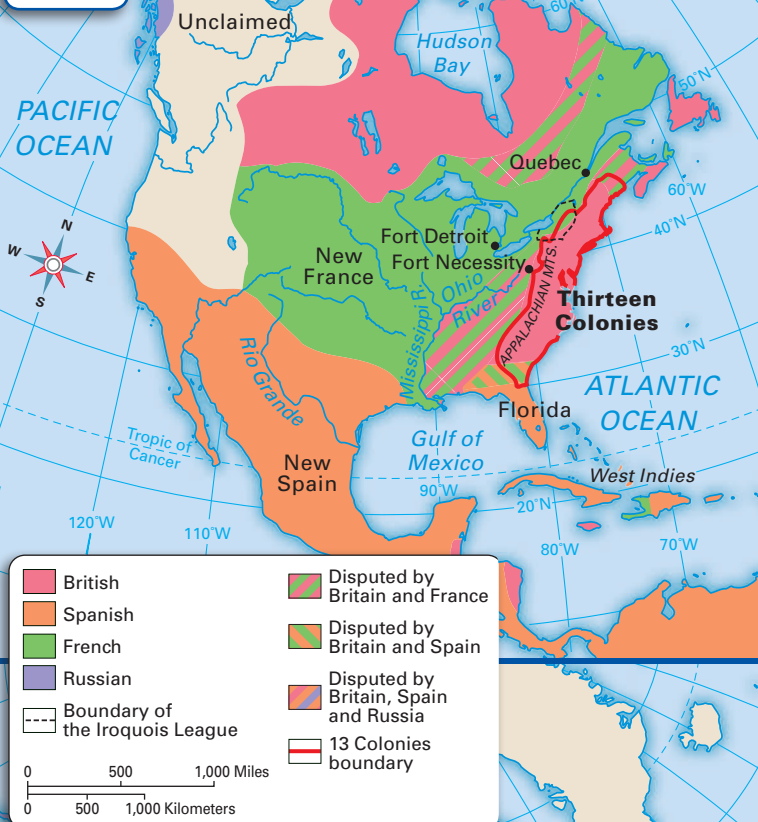 Unclaimed
60°N
Hudson
Bay
50°N
PACIFIC
OCEAN
Quebec
60°W
40°N
N
W
E
S
Fort Detroit
New
France
Fort Necessity
Ohio
River
APPALACHIAN MTS.
Thirteen
Colonies
Mississippi R.
Rio Grande
30°N
ATLANTIC
OCEAN
Florida
Tropic of
Cancer
Gulf of
Mexico
New
Spain
West Indies
90°W
20°N
120°W
110°W
80°W
70°W
British
Spanish
French
Russian
Boundary of
the Iroquois League
0 500 1,000 Miles
0 500 1,000 Kilometers
Disputed by
Britain and France
Disputed by
Britain and Spain
Disputed by
Britain, Spain
and Russia
13 Colonies
boundary